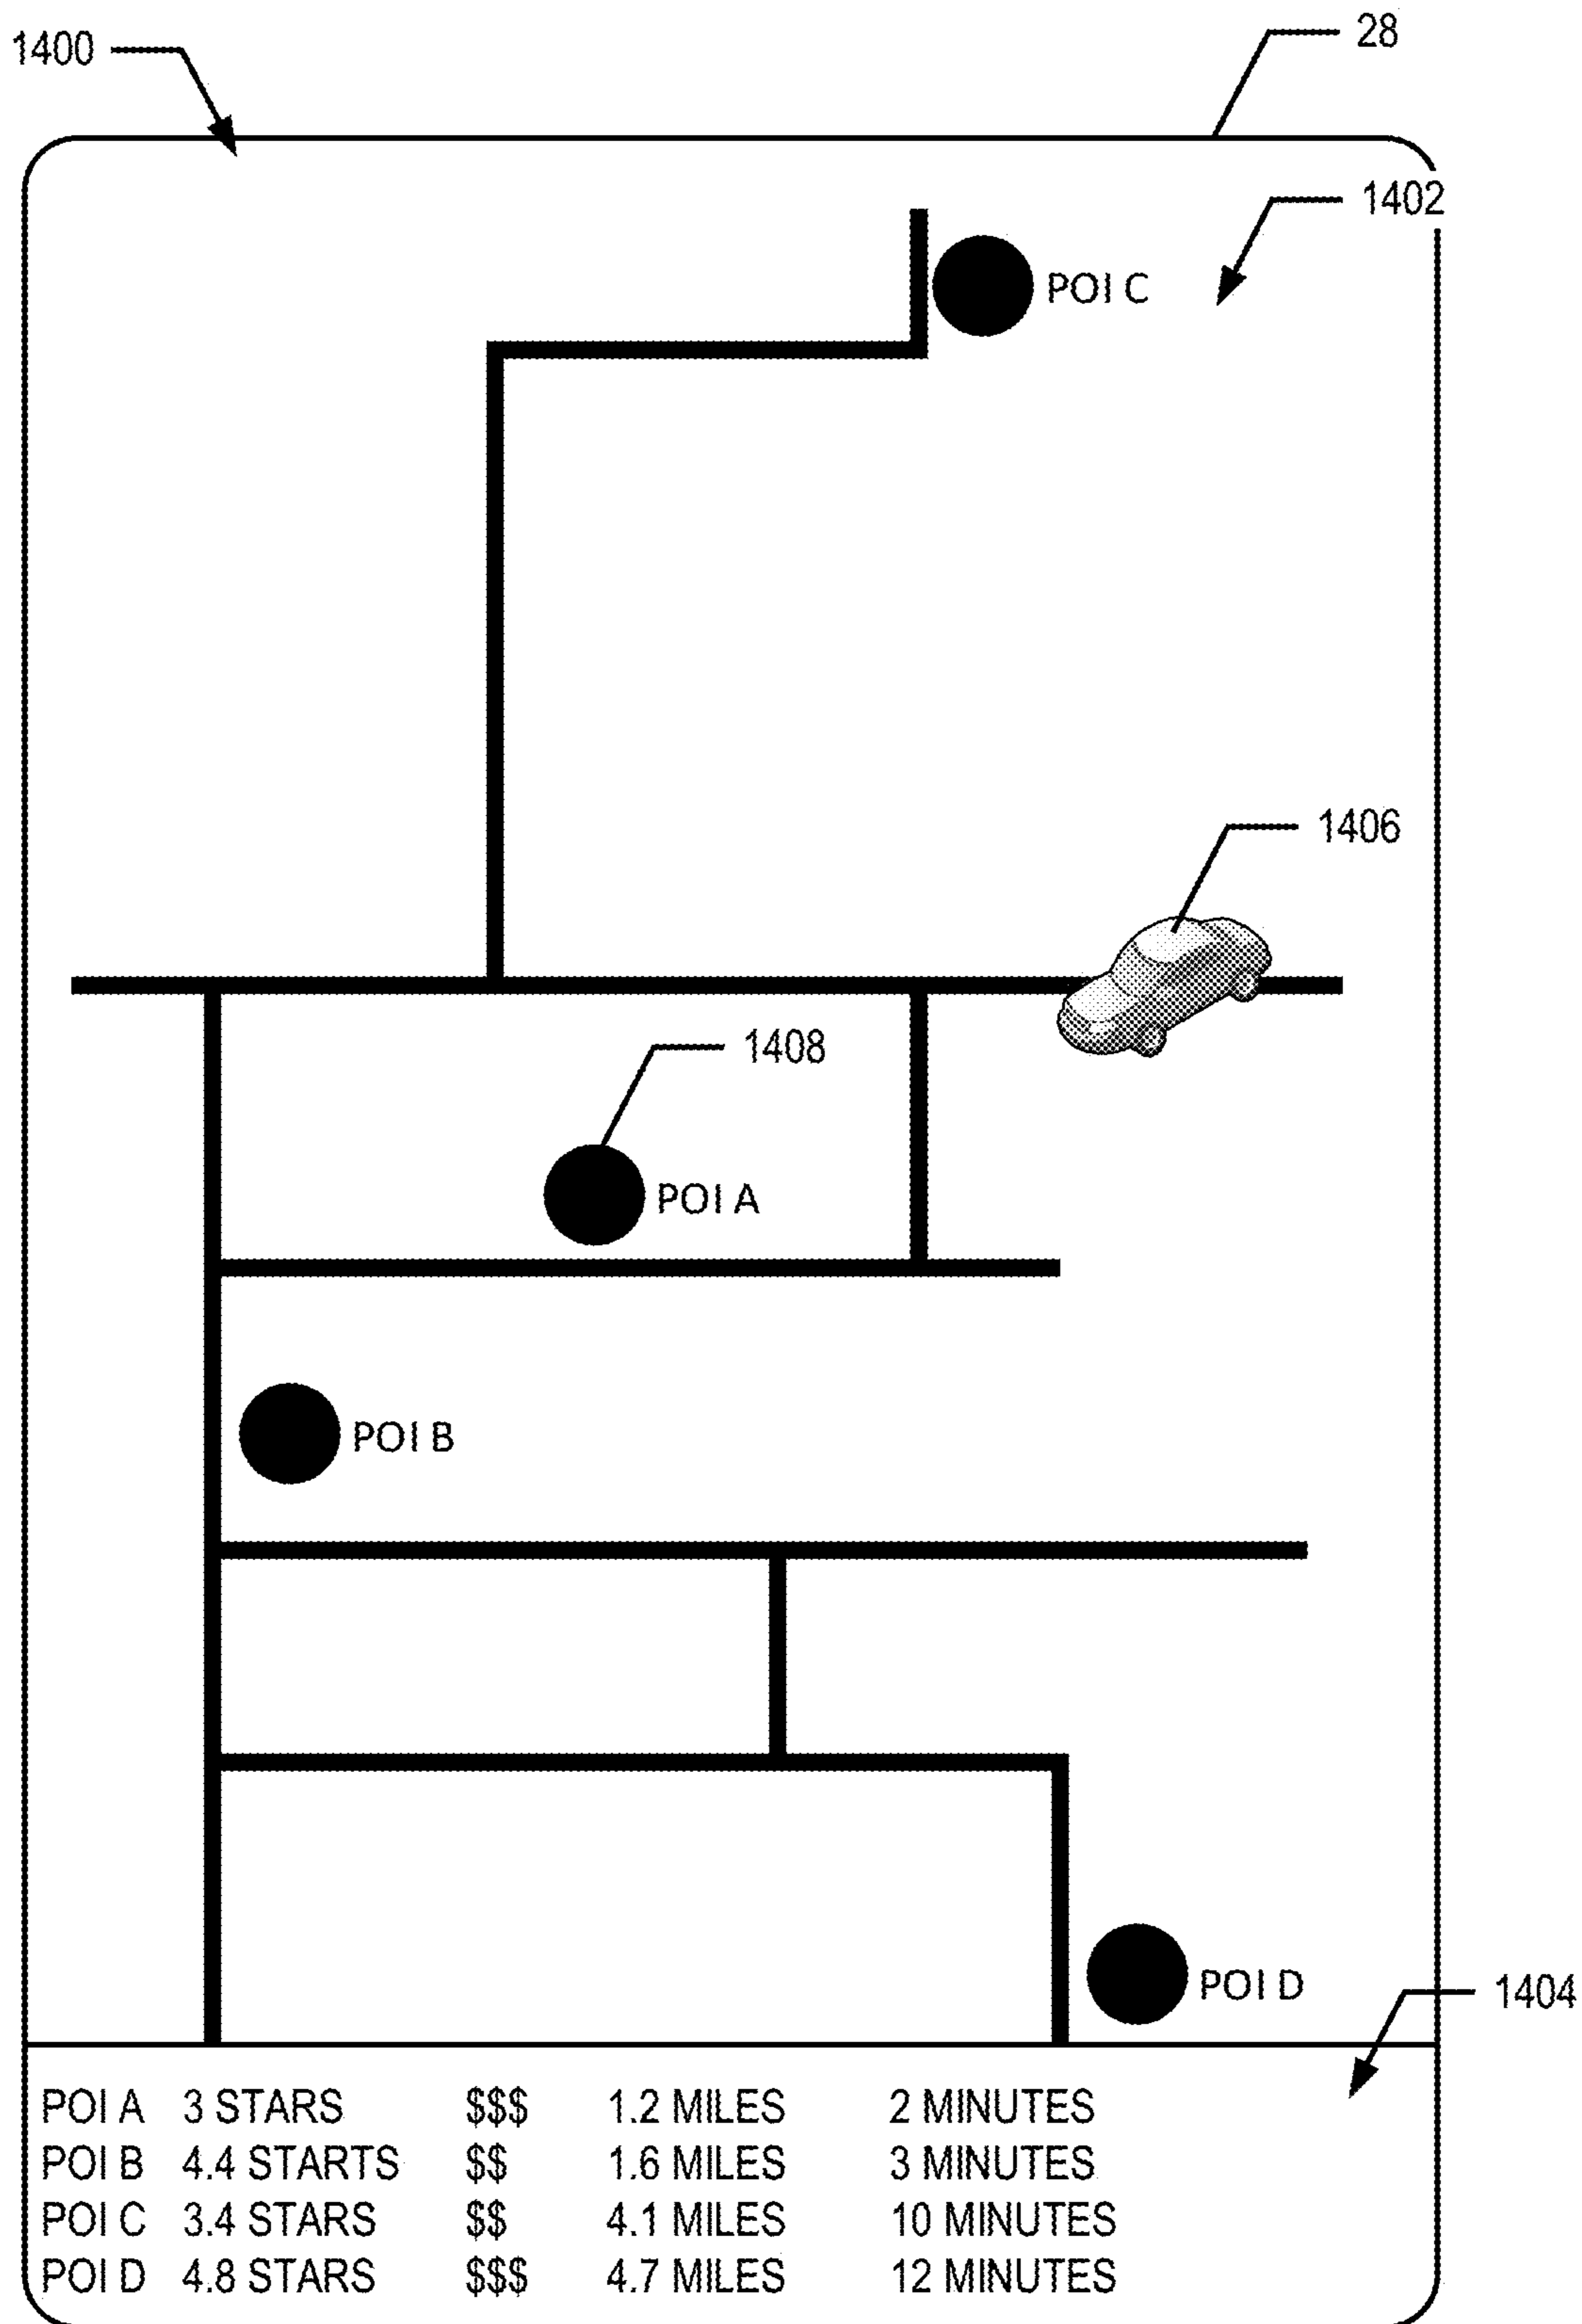 1400
28
1402
POI C
1406
1408
POI A
POI B
POI D
1404
POI A 3 STARS $$$ 1.2 MILES 2 MINUTES
POI B 4.4 STARTS $$ 1.6 MILES 3 MINUTES
POI C 3.4 STARS $$ 4.1 MILES 10 MINUTES
POI D 4.8 STARS $$$ 4.7 MILES 12 MINUTES